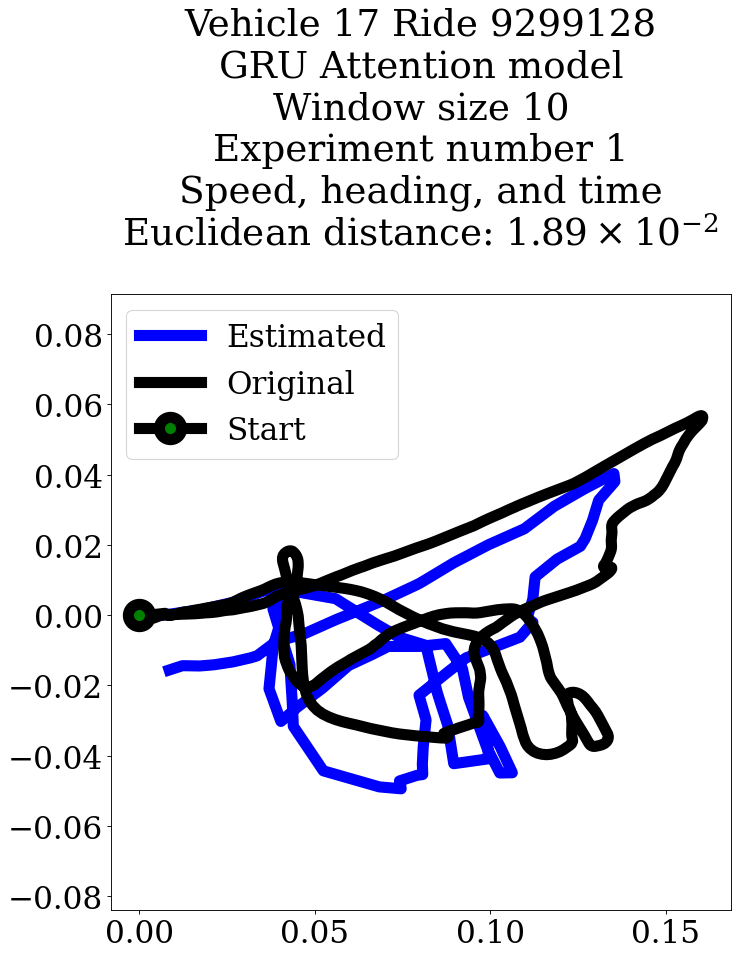 Vehicle 17 Ride 9299128
GRU Attention model
Window size 10
Experiment number 1
Speed, heading, and time
Euclidean distance: 1.89 × 10⁻²
Estimated
Original
Start
0.08
0.06
0.04
0.02
0.00
−0.02
−0.04
−0.06
−0.08
0.00 0.05 0.10 0.15